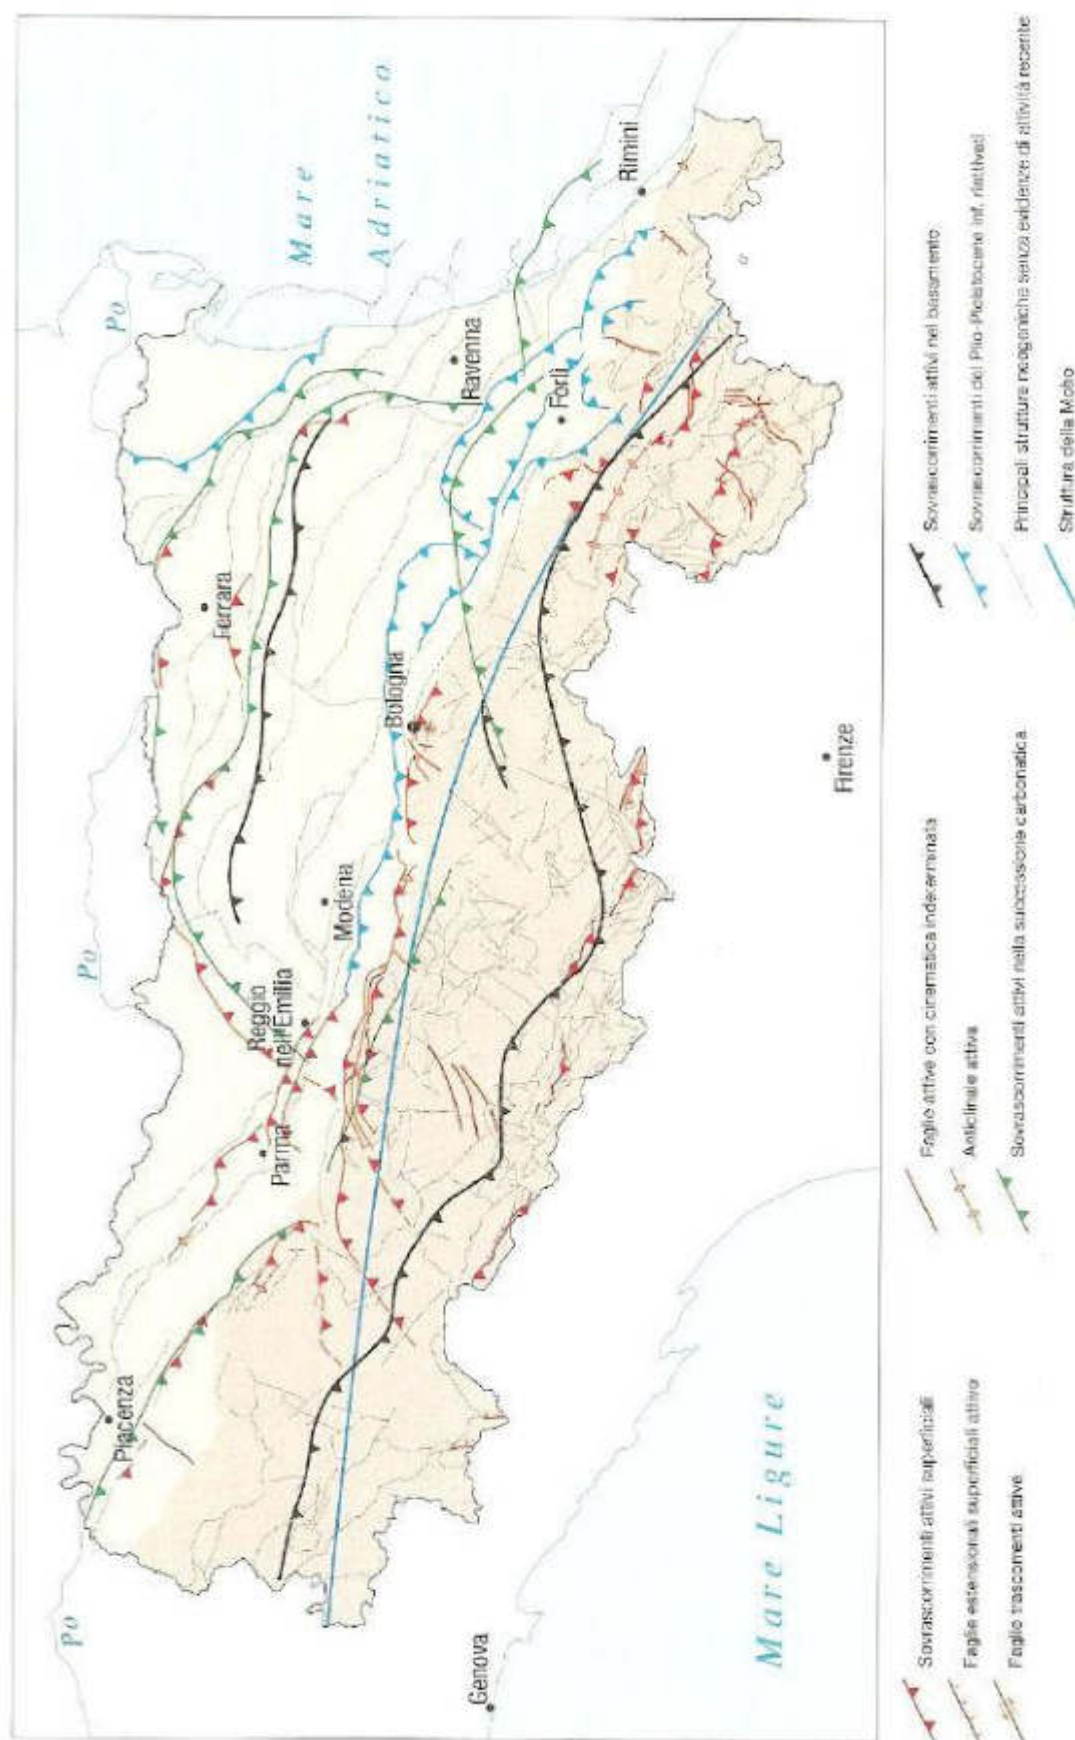 Po
Po
Po
Mare
Adriatico
Piacenza
Parma
Reggio
nell'Emilia
Modena
Ferrara
Bologna
Ravenna
Forlì
Rimini
Genova
Firenze
Mare Ligure
Sovrascorrimenti attivi superficiali
Faglie estensionali superficiali attive
Faglie trascorrenti attive
Faglie attive con cinematica indeterminata
Anticlinale attiva
Sovrascorrimenti attivi nella successione carbonatica
Sovrascorrimenti attivi nel basamento
Sovrascorrimenti del Plio-Pleistocene inf. riattivati
Principali strutture neogeniche senza evidenze di attività recente
Struttura della Motio